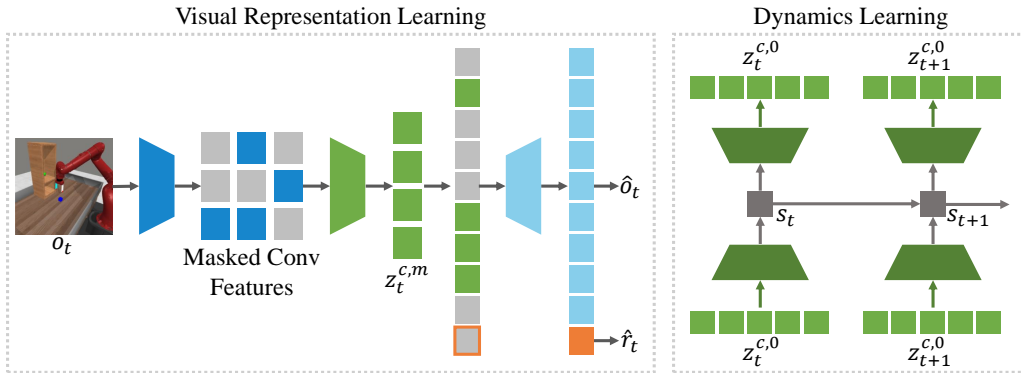 Visual Representation Learning
Dynamics Learning
o_t
Masked Conv
Features
z_t^{c,m}
ô_t
r̂_t
z_t^{c,0}
z_{t+1}^{c,0}
s_t
s_{t+1}
z_t^{c,0}
z_{t+1}^{c,0}